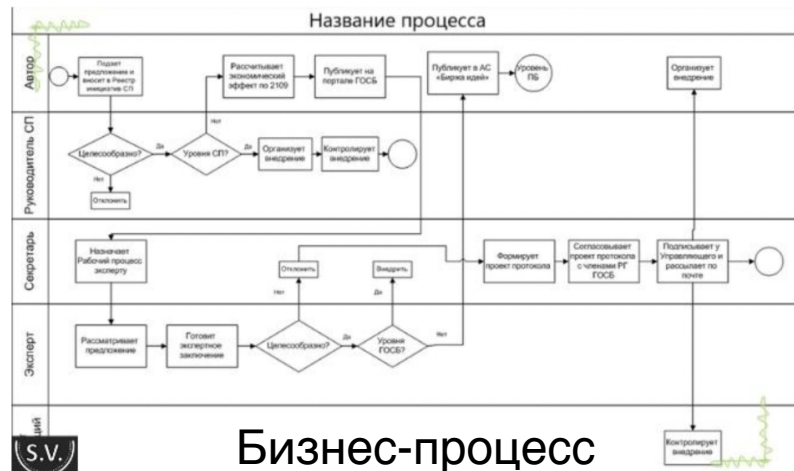 Название процесса
Автор
Подает
предложение и
вносит в Реестр
инициатив СП
Рассчитывает
экономический
эффект по 2109
Публикует на
портале ГОСБ
Публикует в АС
«Биржа идей»
Уровень
ПБ
Организует
внедрение
Руководитель СП
Целесообразно?
Да
Нет
Отклонить
Уровня СП?
Нет
Да
Организует
внедрение
Контролирует
внедрение
Секретарь
Назначает
Рабочий процесс
эксперту
Отклонить
Внедрить
Формирует
проект протокола
Согласовывает
проект протокола
с членами РГ
ГОСБ
Подписывает у
Управляющего и
рассылает по
почте
Эксперт
Рассматривает
предложение
Готовит
экспертное
заключение
Нет
Целесообразно?
Да
Да
Уровня
ГОСБ?
Нет
Контролирует
внедрение
S.V.
Бизнес-процесс